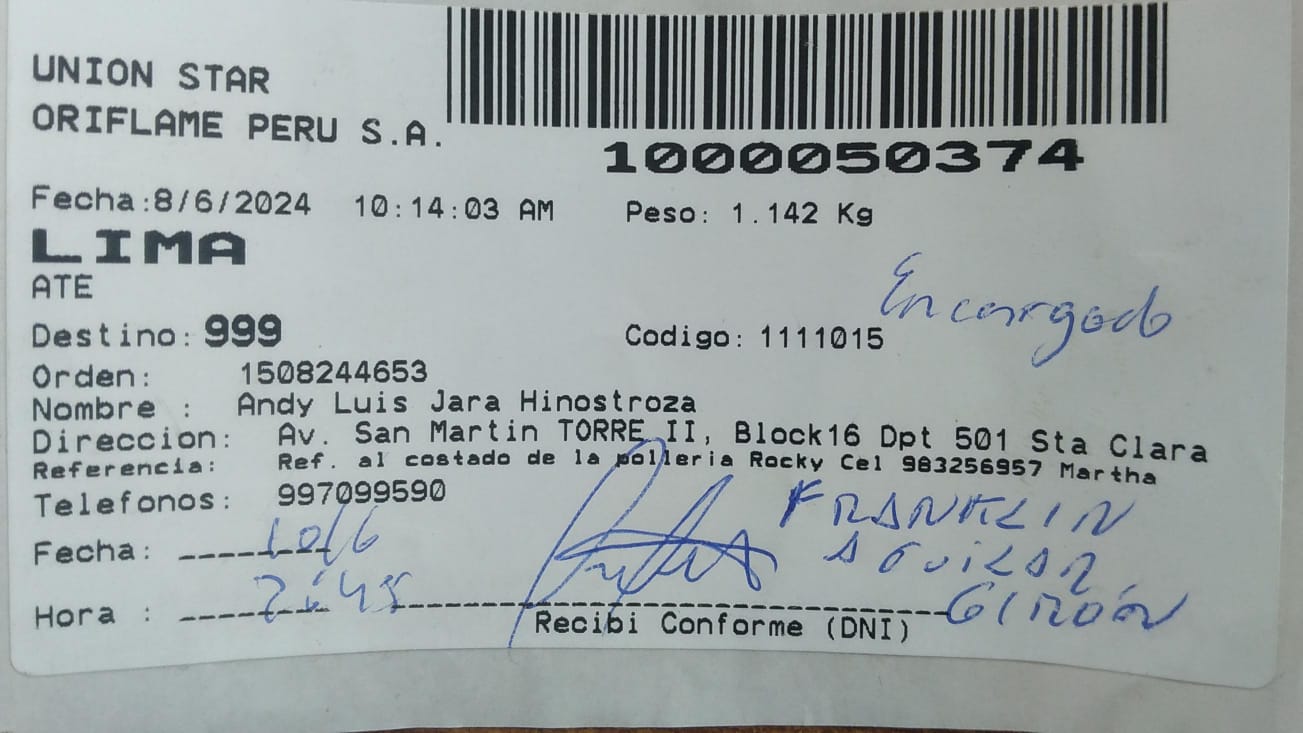 UNION STAR
ORIFLAME PERU S.A.
1000050374
Fecha:8/6/2024 10:14:03 AM Peso: 1.142 Kg
LIMA
ATE
Encargado
Destino: 999 Codigo: 1111015
Orden: 1508244653
Nombre : Andy Luis Jara Hinostroza
Direccion: Av. San Martin TORRE II, Block16 Dpt 501 Sta Clara
Referencia: Ref. al costado de la polleria Rocky Cel 983256957 Martha
Telefonos: 997099590
FRANKLIN
Fecha: 10/6 AGUILAR
Hora : 2:45 GIRÓN
Recibi Conforme (DNI)